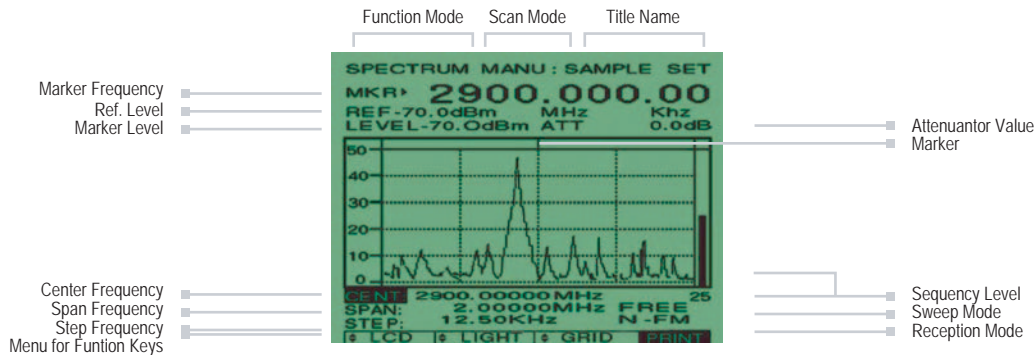 Function Mode
Scan Mode
Title Name
SPECTRUM MANU : SAMPLE SET
MKR 2900.000.00
REF-70.0dBm MHz Khz
LEVEL-70.0dBm ATT 0.0dB
Marker Frequency
Ref. Level
Marker Level
Attenuantor Value
Marker
50
40
30
20
10
0
CENT 2900.00000MHz 25
SPAN: 2.00000MHz FREE
STEP: 12.50KHz N-FM
LCD LIGHT GRID PRINT
Center Frequency
Span Frequency
Step Frequency
Menu for Funtion Keys
Sequency Level
Sweep Mode
Reception Mode